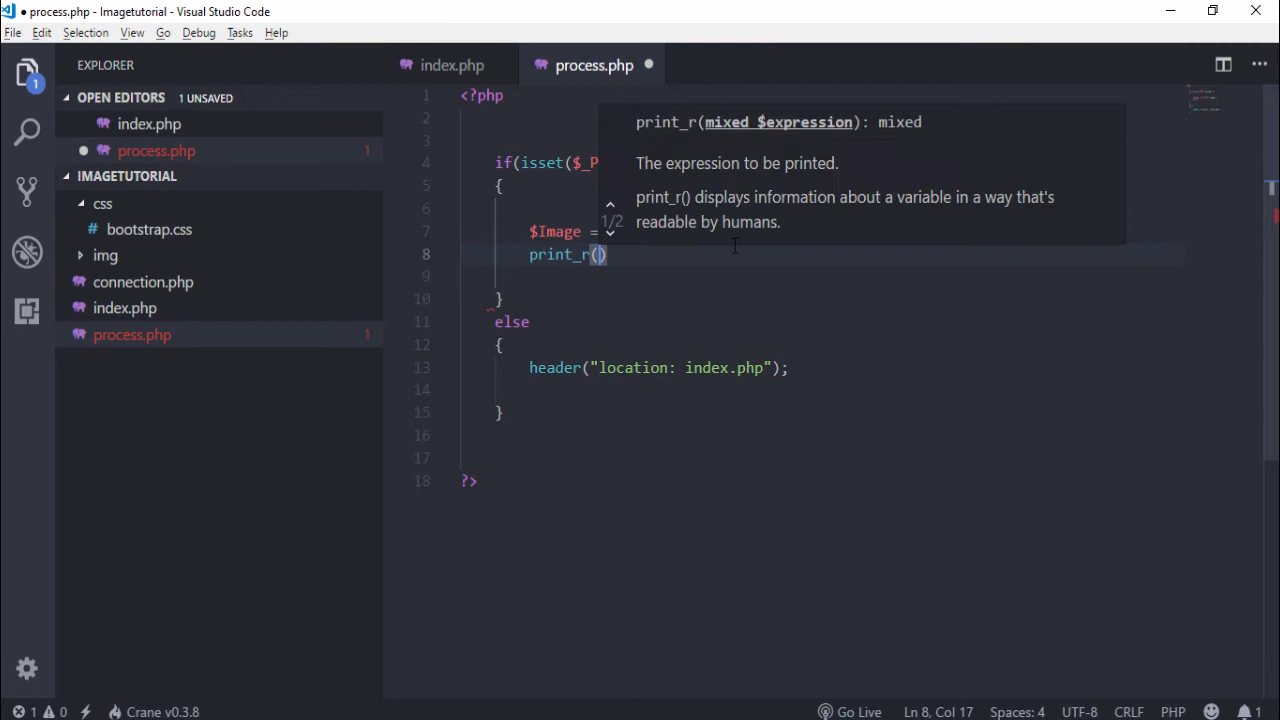 process.php - Imagetutorial - Visual Studio Code
File Edit Selection View Go Debug Tasks Help
1
EXPLORER
OPEN EDITORS 1 UNSAVED
index.php
process.php 1
IMAGETUTORIAL
css
bootstrap.css
img
connection.php
index.php
process.php 1
index.php process.php
1 <?php
2
3
4 if(isset($_P
5 {
6
7 $Image =
8 print_r()
9
10 }
11 else
12 {
13 header("location: index.php");
14
15 }
16
17
18 ?>
print_r(mixed $expression): mixed
The expression to be printed.
1/2
print_r() displays information about a variable in a way that's
readable by humans.
1 0 Crane v0.3.8 Go Live Ln 8, Col 17 Spaces: 4 UTF-8 CRLF PHP 1